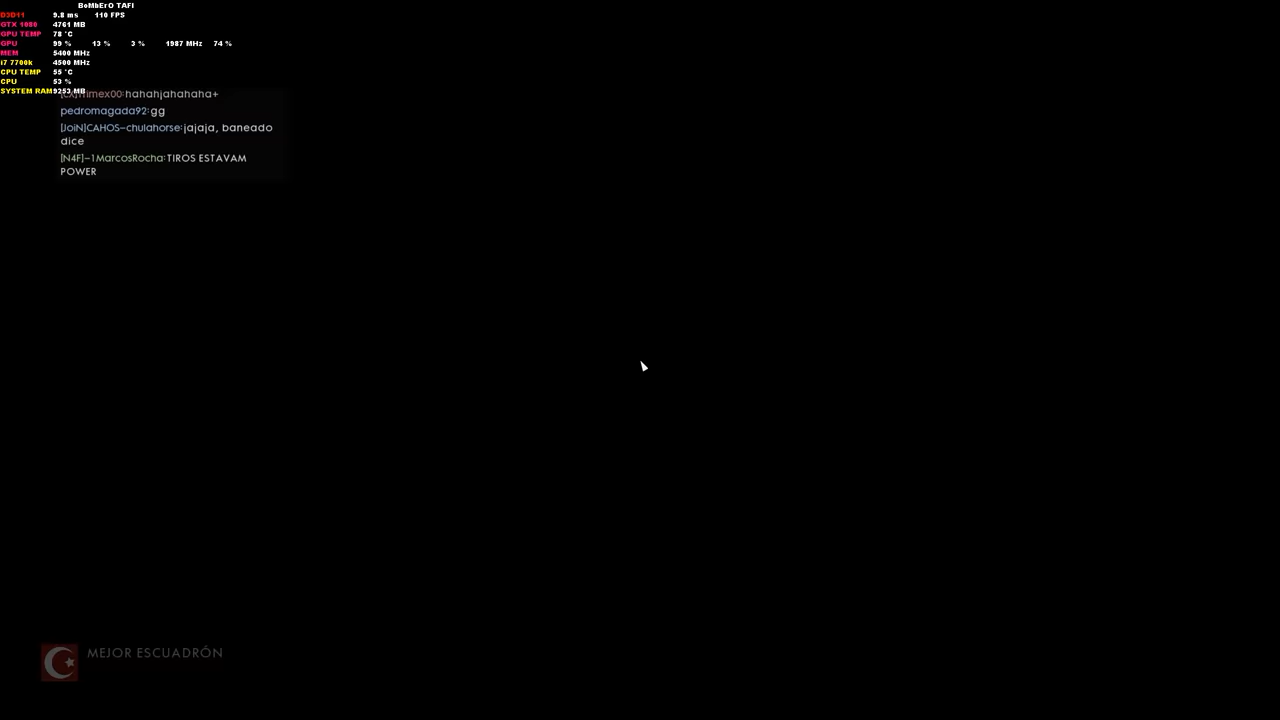 BoMbErO TAFI
D3D11 9.8 ms 110 FPS
GTX 1080 4761 MB
GPU TEMP 78 °C
GPU 99 % 13 % 3 % 1987 MHz 74 %
MEM 5400 MHz
i7 7700k 4500 MHz
CPU TEMP 55 °C
CPU 53 %
SYSTEM RAM 9253 MB
hahahjahahaha+
pedromagada92:gg
[JoiN]CAHOS-chulahorse:jajaja, baneado
dice
[N4F]-1MarcosRocha:TIROS ESTAVAM
POWER
MEJOR ESCUADRÓN